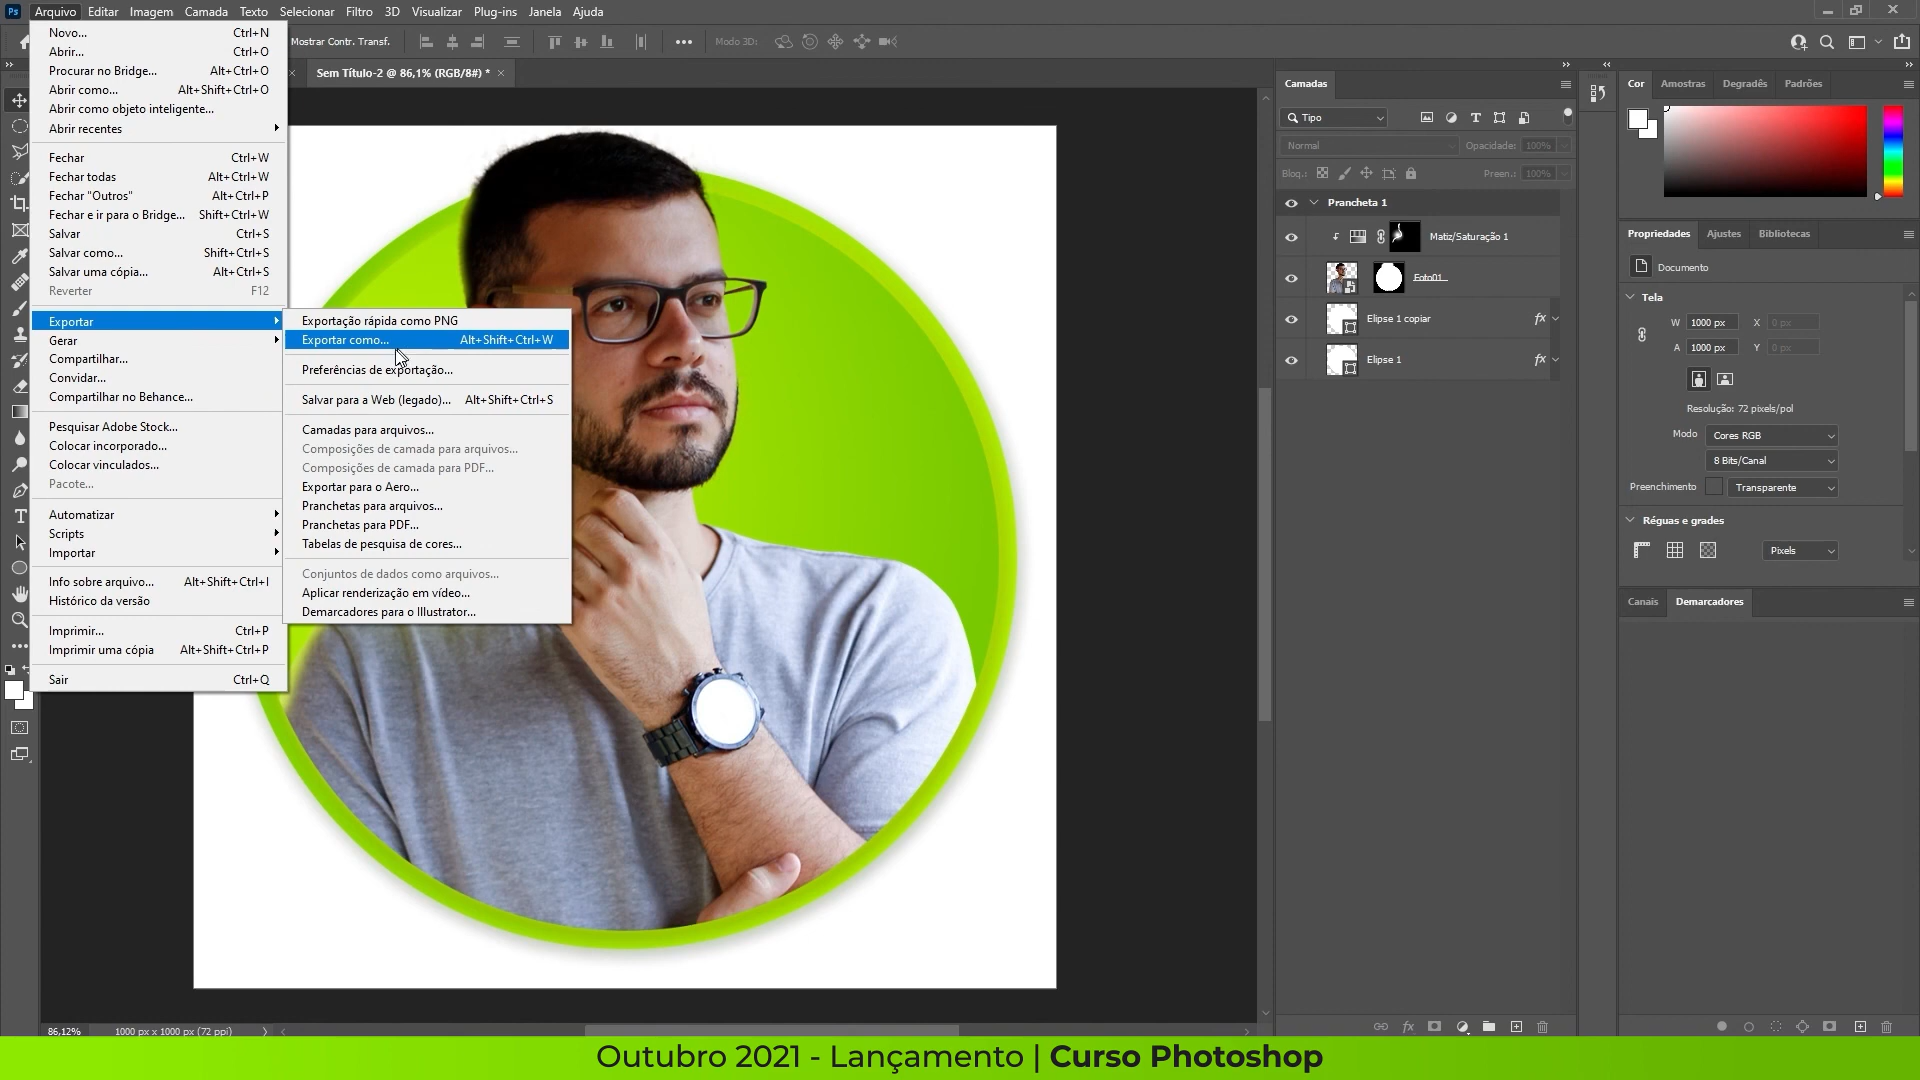 Ps Arquivo Editar Imagem Camada Texto Selecionar Filtro 3D Visualizar Plug-ins Janela Ajuda
Mostrar Contr. Transf. Modo 3D:
Sem Título-2 @ 86,1% (RGB/8#) *
Novo... Ctrl+N
Abrir... Ctrl+O
Procurar no Bridge... Alt+Ctrl+O
Abrir como... Alt+Shift+Ctrl+O
Abrir como objeto inteligente...
Abrir recentes
Fechar Ctrl+W
Fechar todas Alt+Ctrl+W
Fechar "Outros" Alt+Ctrl+P
Fechar e ir para o Bridge... Shift+Ctrl+W
Salvar Ctrl+S
Salvar como... Shift+Ctrl+S
Salvar uma cópia... Alt+Ctrl+S
Reverter F12
Exportar
Gerar
Compartilhar...
Convidar...
Compartilhar no Behance...
Pesquisar Adobe Stock...
Colocar incorporado...
Colocar vinculados...
Pacote...
Automatizar
Scripts
Importar
Info sobre arquivo... Alt+Shift+Ctrl+I
Histórico da versão
Imprimir... Ctrl+P
Imprimir uma cópia Alt+Shift+Ctrl+P
Sair Ctrl+Q
Exportação rápida como PNG
Exportar como... Alt+Shift+Ctrl+W
Preferências de exportação...
Salvar para a Web (legado)... Alt+Shift+Ctrl+S
Camadas para arquivos...
Composições de camada para arquivos...
Composições de camada para PDF...
Exportar para o Aero...
Pranchetas para arquivos...
Pranchetas para PDF...
Tabelas de pesquisa de cores...
Conjuntos de dados como arquivos...
Aplicar renderização em vídeo...
Demarcadores para o Illustrator...
Camadas
Tipo
Normal Opacidade: 100%
Bloq.: Preen.: 100%
Prancheta 1
Matiz/Saturação 1
Foto01
Elipse 1 copiar fx
Elipse 1 fx
Cor Amostras Degradês Padrões
Propriedades Ajustes Bibliotecas
Documento
Tela
W 1000 px X 0 px
A 1000 px Y 0 px
Resolução: 72 pixels/pol
Modo Cores RGB
8 Bits/Canal
Preenchimento Transparente
Réguas e grades
Pixels
Canais Demarcadores
86,12% 1000 px x 1000 px (72 ppi)
fx
Outubro 2021 - Lançamento | Curso Photoshop